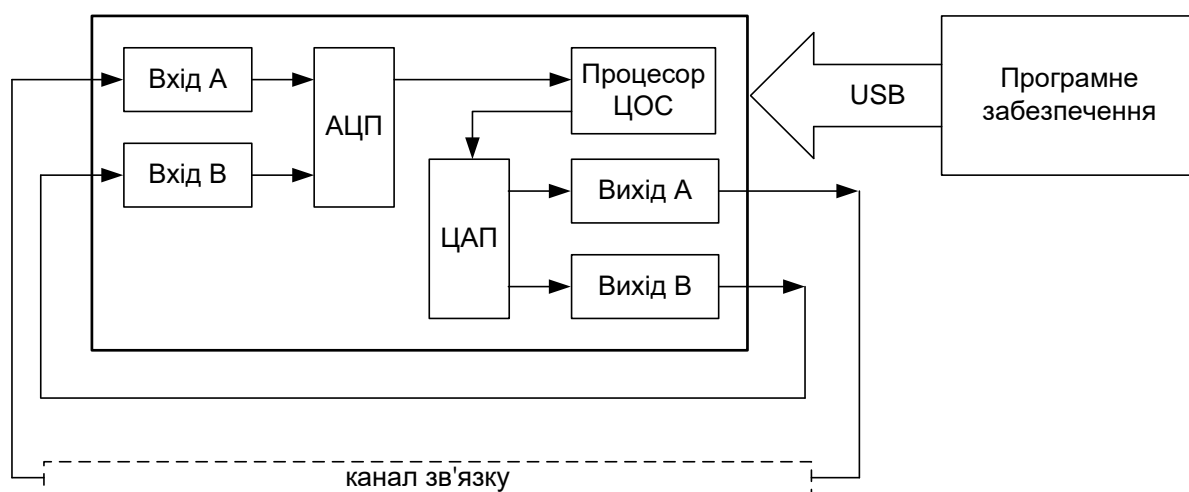 Вхід А
Вхід В
АЦП
Процесор
ЦОС
USB
Програмне
забезпечення
ЦАП
Вихід А
Вихід В
канал зв'язку